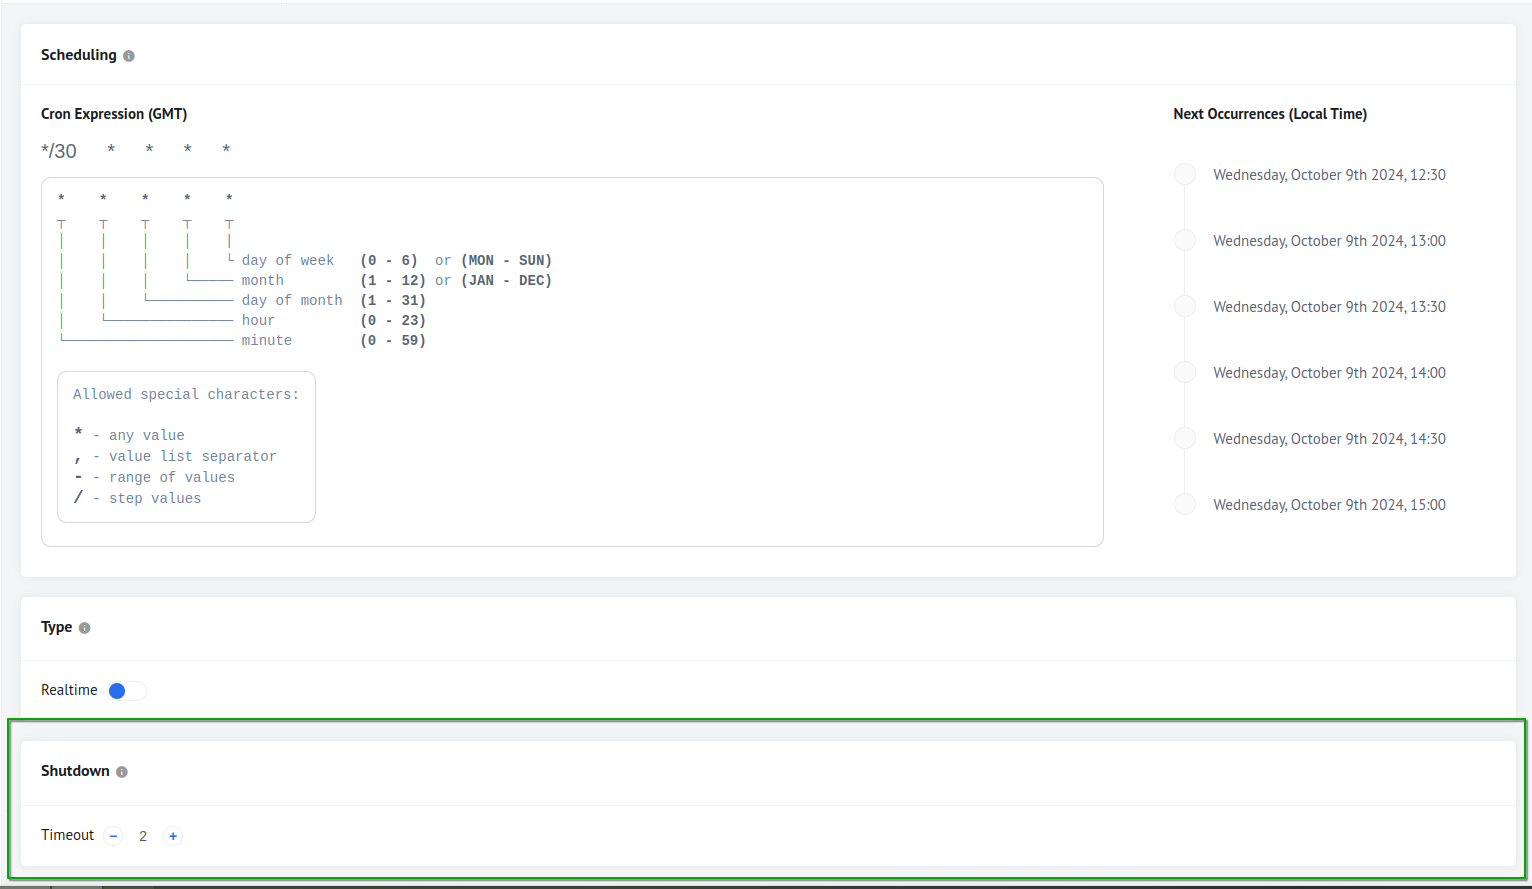 Scheduling
Cron Expression (GMT)
*/30 * * * *
* * * * *
day of week (0 - 6) or (MON - SUN)
month (1 - 12) or (JAN - DEC)
day of month (1 - 31)
hour (0 - 23)
minute (0 - 59)
Allowed special characters:
* - any value
, - value list separator
- - range of values
/ - step values
Next Occurrences (Local Time)
Wednesday, October 9th 2024, 12:30
Wednesday, October 9th 2024, 13:00
Wednesday, October 9th 2024, 13:30
Wednesday, October 9th 2024, 14:00
Wednesday, October 9th 2024, 14:30
Wednesday, October 9th 2024, 15:00
Type
Realtime
Shutdown
Timeout − 2 +